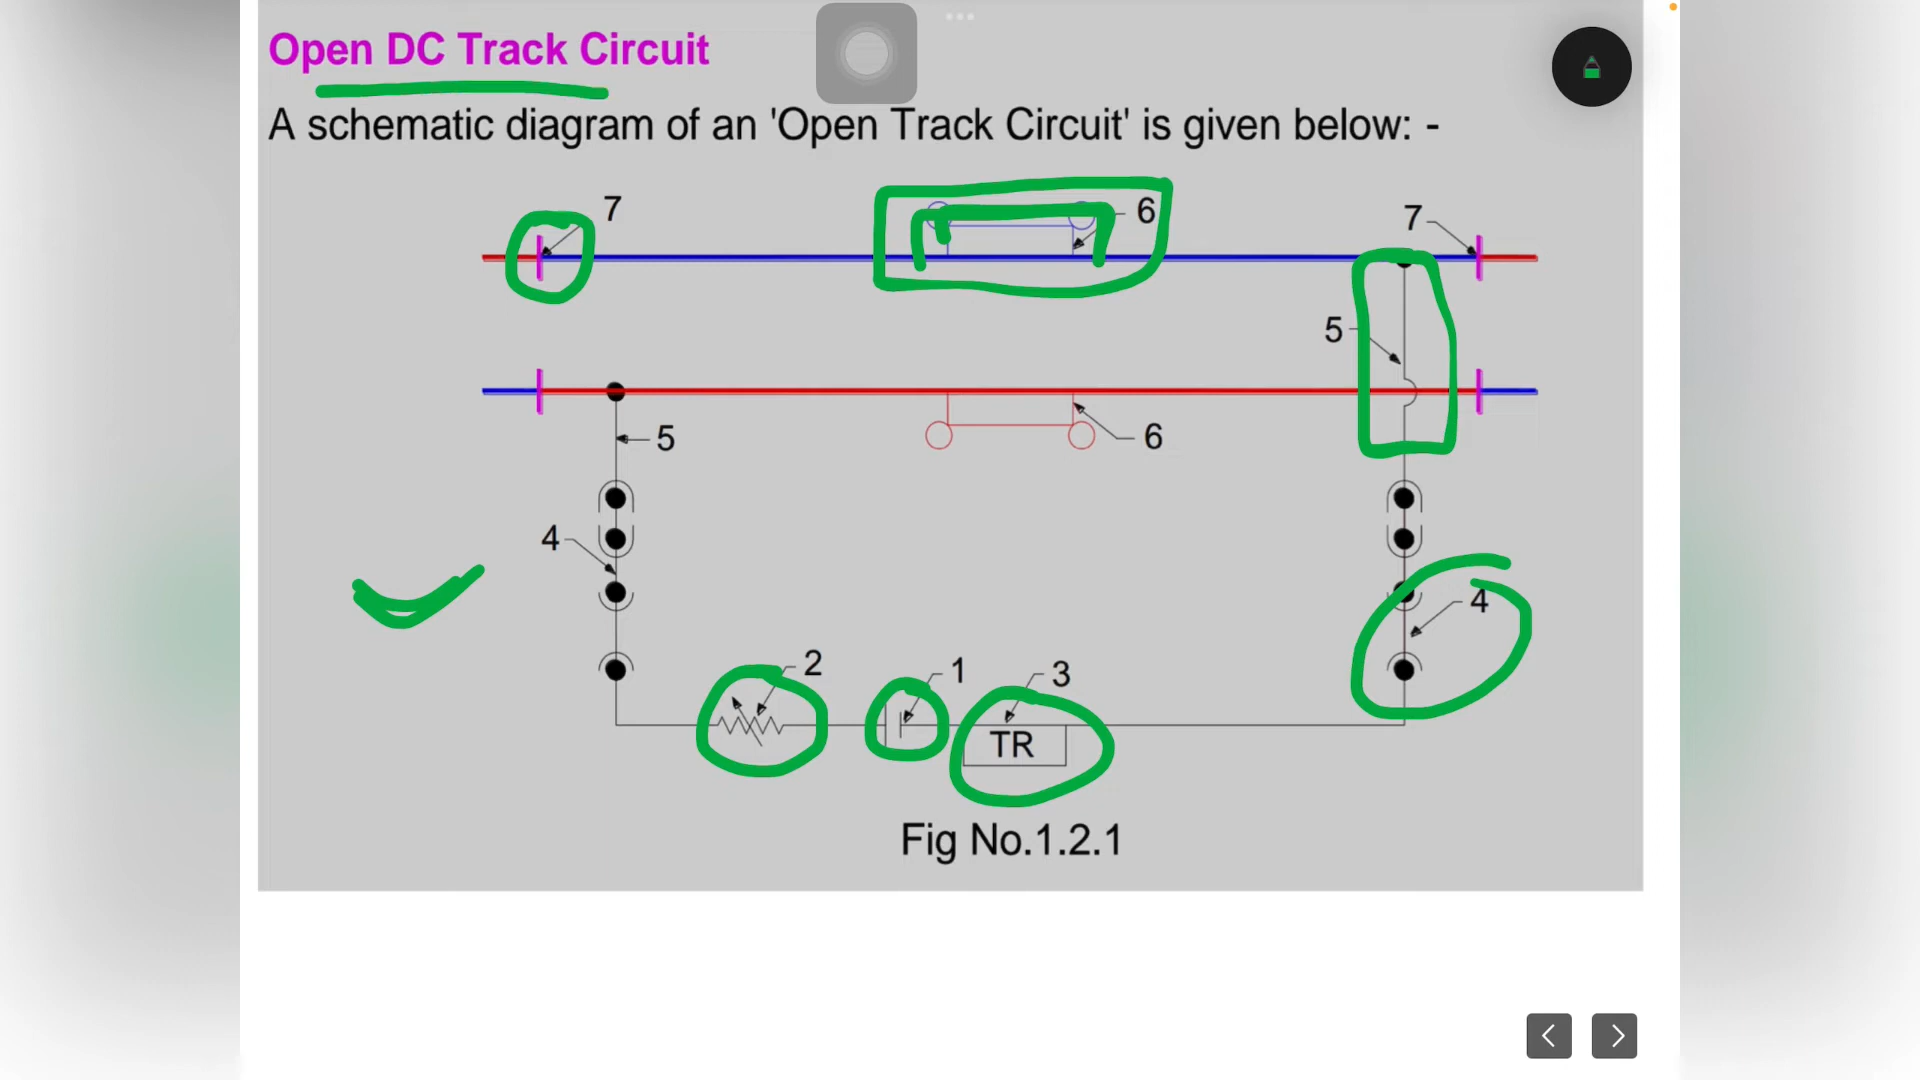 Open DC Track Circuit
A schematic diagram of an 'Open Track Circuit' is given below: -
7
6
7
5
5
6
4
4
2
1
3
TR
Fig No.1.2.1